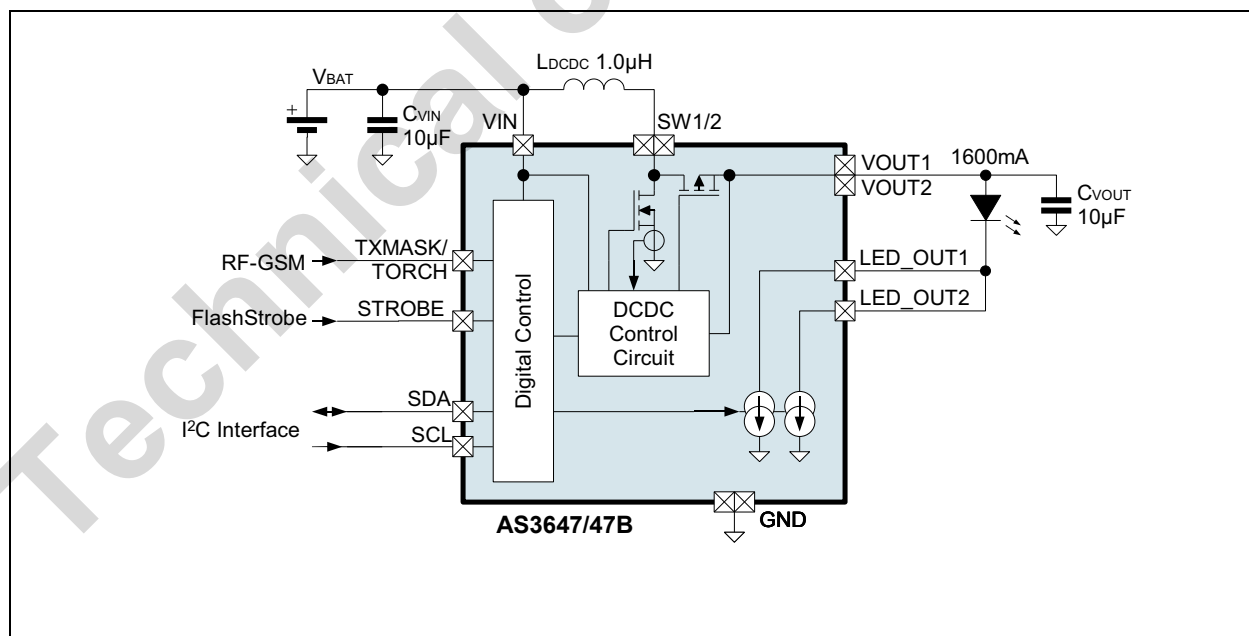 Technical c
LDCDC 1.0µH
VBAT
+
CVIN
10µF
VIN
SW1/2
VOUT1
1600mA
VOUT2
CVOUT
10µF
RF-GSM
TXMASK/
TORCH
LED_OUT1
FlashStrobe
STROBE
Digital Control
DCDC
Control
Circuit
LED_OUT2
I²C Interface
SDA
SCL
AS3647/47B
GND